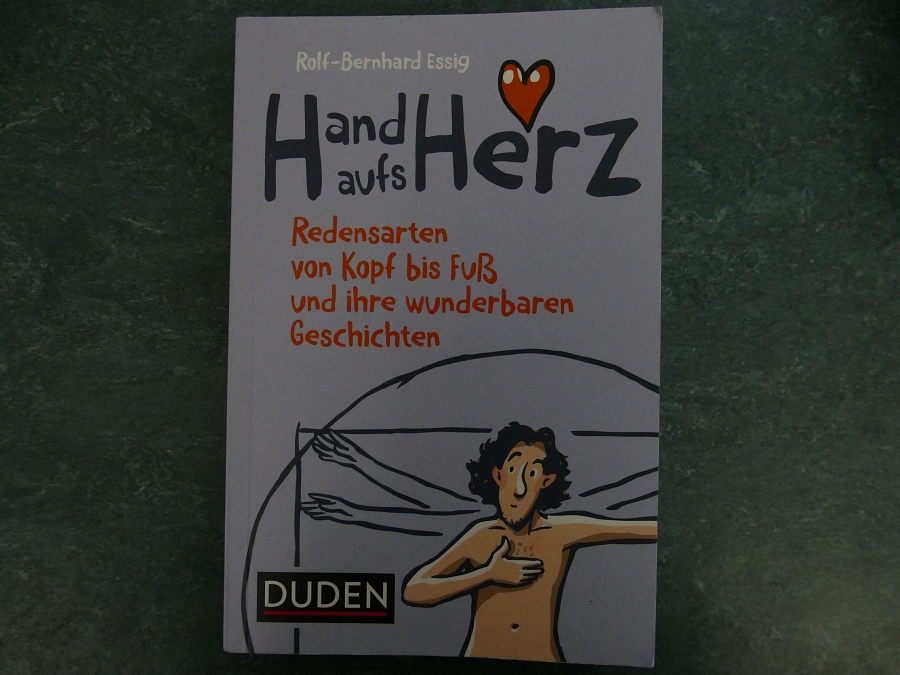 Rolf-Bernhard Essig
Hand
aufs Herz
Redensarten
von Kopf bis Fuß
und ihre wunderbaren
Geschichten
DUDEN